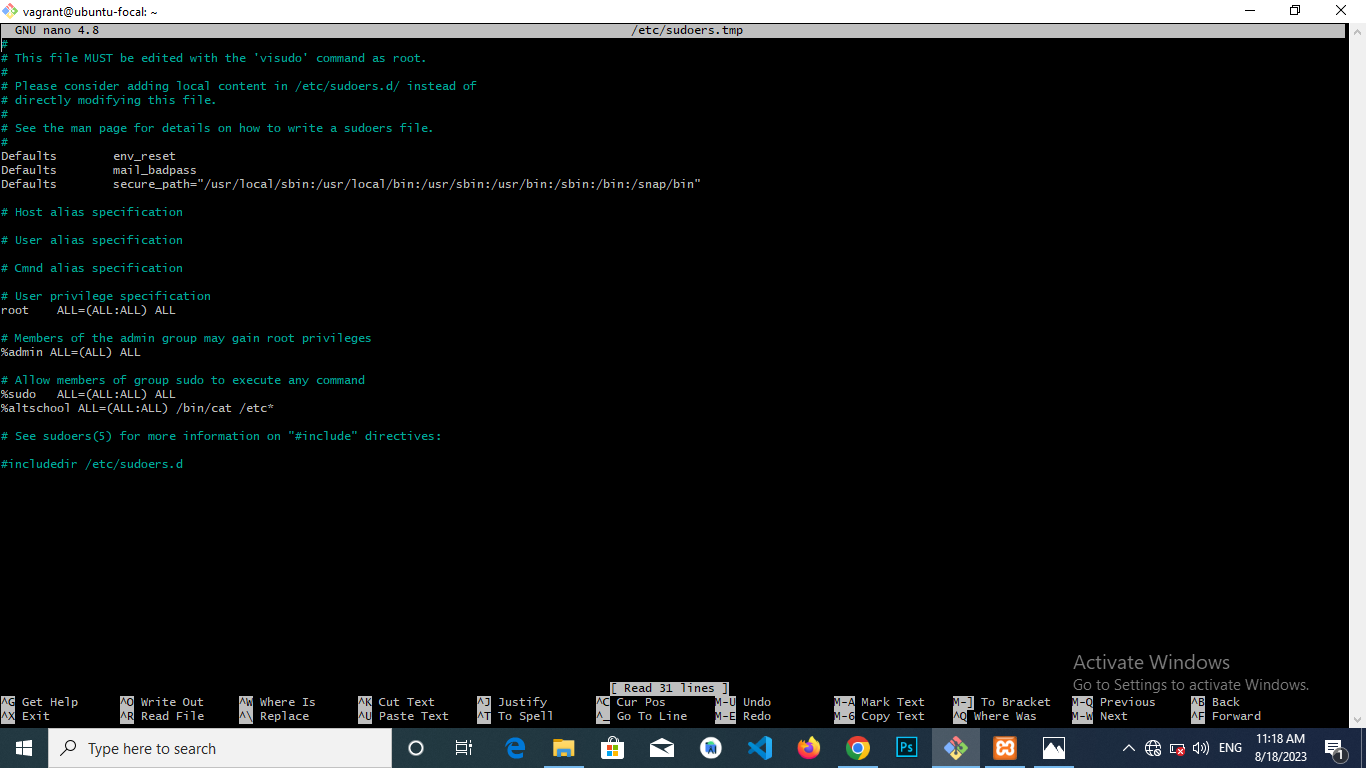 vagrant@ubuntu-focal: ~
GNU nano 4.8 /etc/sudoers.tmp
#
# This file MUST be edited with the 'visudo' command as root.
#
# Please consider adding local content in /etc/sudoers.d/ instead of
# directly modifying this file.
#
# See the man page for details on how to write a sudoers file.
#
Defaults        env_reset
Defaults        mail_badpass
Defaults        secure_path="/usr/local/sbin:/usr/local/bin:/usr/sbin:/usr/bin:/sbin:/bin:/snap/bin"
# Host alias specification
# User alias specification
# Cmnd alias specification
# User privilege specification
root    ALL=(ALL:ALL) ALL
# Members of the admin group may gain root privileges
%admin ALL=(ALL) ALL
# Allow members of group sudo to execute any command
%sudo   ALL=(ALL:ALL) ALL
%altschool ALL=(ALL:ALL) /bin/cat /etc*
# See sudoers(5) for more information on "#include" directives:
#includedir /etc/sudoers.d
Activate Windows
Go to Settings to activate Windows.
[ Read 31 lines ]
^G Get Help ^O Write Out ^W Where Is ^K Cut Text ^J Justify ^C Cur Pos M-U Undo M-A Mark Text M-] To Bracket M-Q Previous ^B Back
^X Exit ^R Read File ^\ Replace ^U Paste Text ^T To Spell ^_ Go To Line M-E Redo M-6 Copy Text ^Q Where Was M-W Next ^F Forward
Type here to search
Ps
ENG
11:18 AM
8/18/2023
1